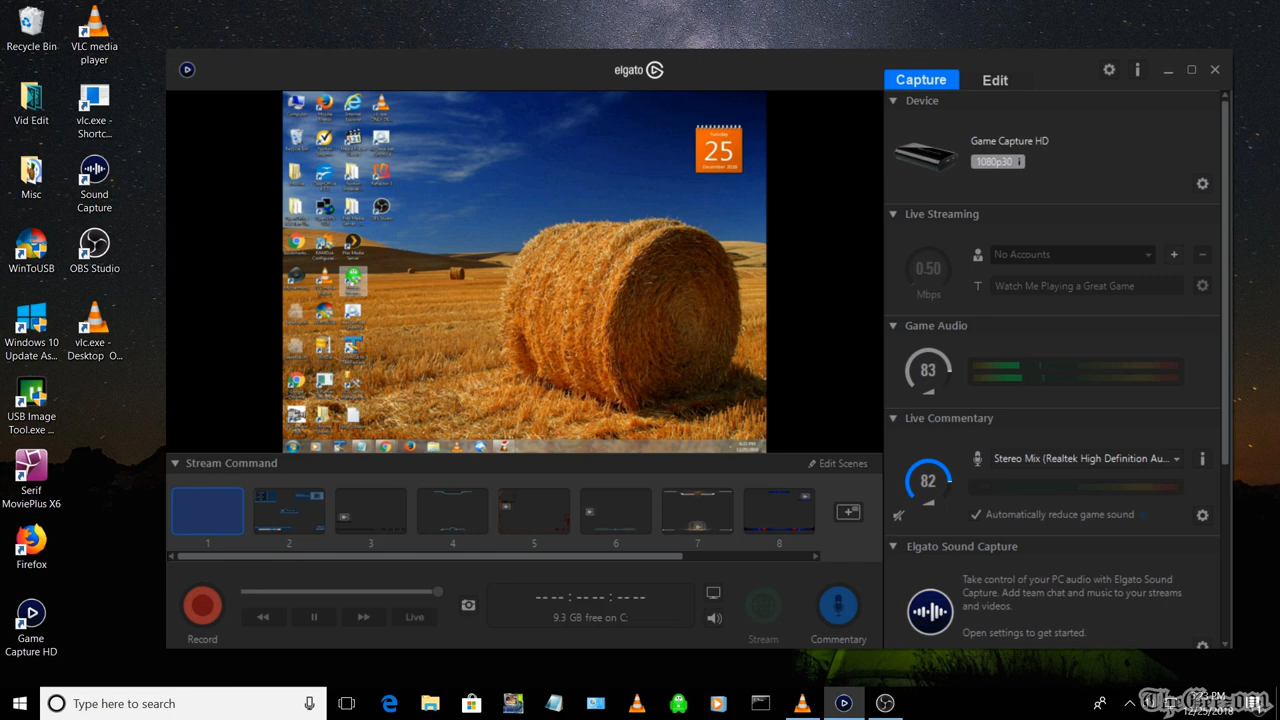 Recycle Bin
VLC media
player
Vid Edit
vlc.exe -
Shortc...
Misc
Sound
Capture
WinToUSB
OBS Studio
Windows 10
Update As...
vlc.exe -
Desktop O...
USB Image
Tool.exe ...
Serif
MoviePlus X6
Firefox
Game
Capture HD
elgato
Capture
Edit
Device
Game Capture HD
1080p30
Live Streaming
0.50
Mbps
No Accounts
Watch Me Playing a Great Game
Game Audio
83
Live Commentary
82
Stereo Mix (Realtek High Definition Au...
Automatically reduce game sound
Elgato Sound Capture
Take control of your PC audio with Elgato Sound
Capture. Add team chat and music to your streams
and videos.
Open settings to get started.
Tuesday
25
December 2018
Stream Command
Edit Scenes
1
2
3
4
5
6
7
8
Record
Live
-- -- : -- -- : -- --
9.3 GB free on C:
Stream
Commentary
Type here to search
12/25/2018